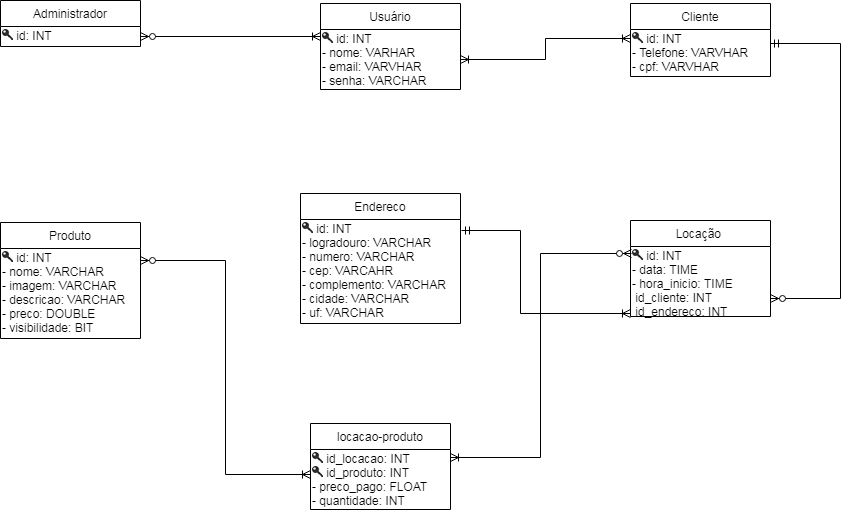 Administrador
id: INT
Usuário
id: INT
- nome: VARHAR
- email: VARVHAR
- senha: VARCHAR
Cliente
id: INT
- Telefone: VARVHAR
- cpf: VARVHAR
Produto
id: INT
- nome: VARCHAR
- imagem: VARCHAR
- descricao: VARCHAR
- preco: DOUBLE
- visibilidade: BIT
Endereco
id: INT
- logradouro: VARCHAR
- numero: VARCHAR
- cep: VARCAHR
- complemento: VARCHAR
- cidade: VARCHAR
- uf: VARCHAR
Locação
id: INT
- data: TIME
- hora_inicio: TIME
id_cliente: INT
id_endereco: INT
locacao-produto
id_locacao: INT
id_produto: INT
- preco_pago: FLOAT
- quantidade: INT